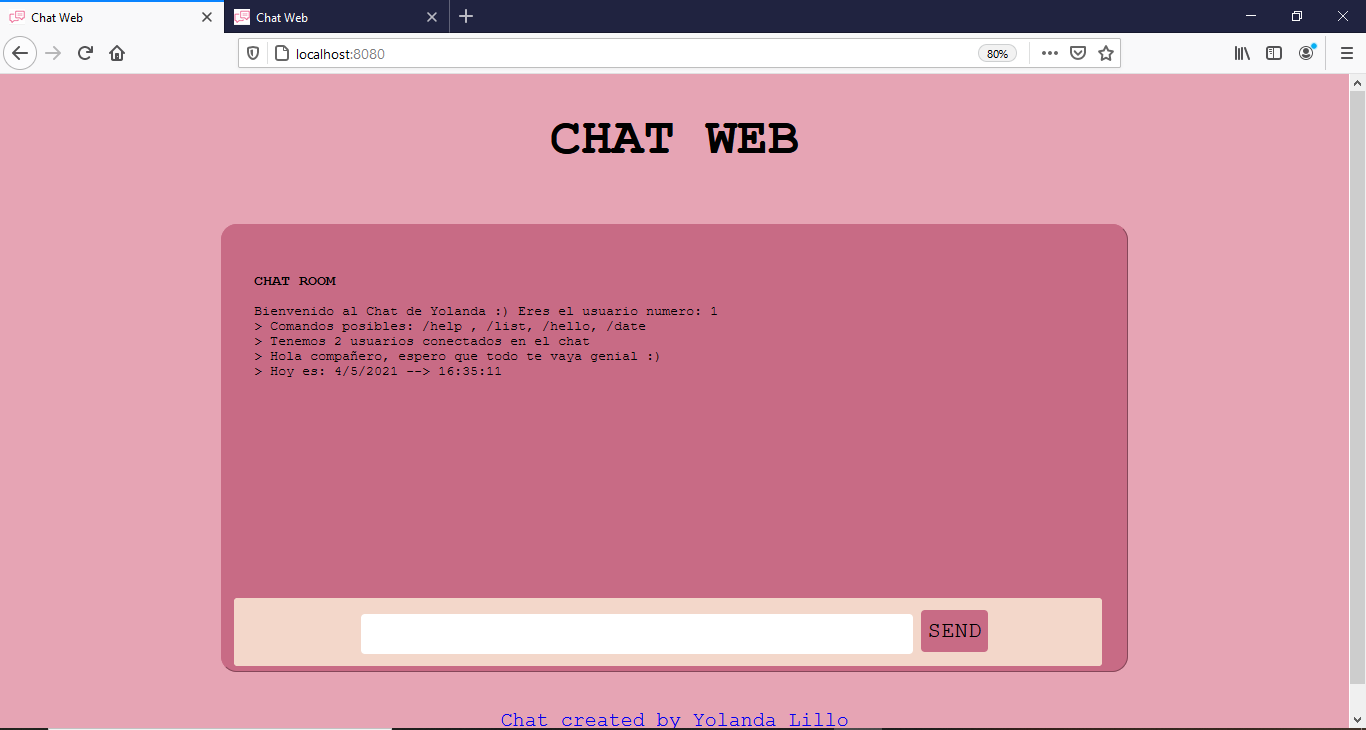 Chat Web
Chat Web
localhost:8080
80%
CHAT WEB
CHAT ROOM
Bienvenido al Chat de Yolanda :) Eres el usuario numero: 1
> Comandos posibles: /help , /list, /hello, /date
> Tenemos 2 usuarios conectados en el chat
> Hola compañero, espero que todo te vaya genial :)
> Hoy es: 4/5/2021 --> 16:35:11
SEND
Chat created by Yolanda Lillo